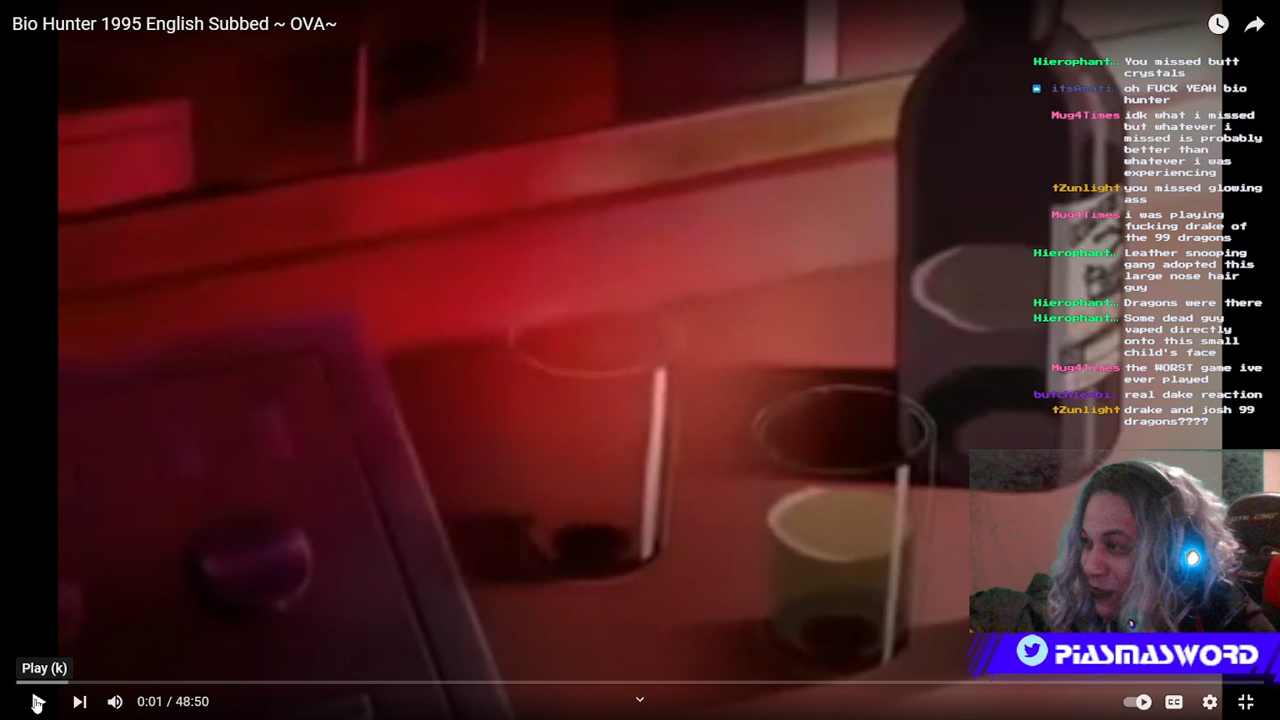 Bio Hunter 1995 English Subbed ~ OVA~
Hierophant… You missed butt
crystals
oh FUCK YEAH bio
hunter
Mug4Times idk what i missed
but whatever i
missed is probably
better than
whatever i was
experiencing
†Zunlight you missed glowing
ass
Mug4Times i was playing
fucking drake of
the 99 dragons
Hierophant… Leather snooping
gang adopted this
large nose hair
guy
Hierophant… Dragons were there
Hierophant… Some dead guy
vaped directly
onto this small
child's face
Mug4Times the WORST game ive
ever played
real dake reaction
†Zunlight drake and josh 99
dragons????
PiASMASWORD
Play (k)
0:01 / 48:50
CC